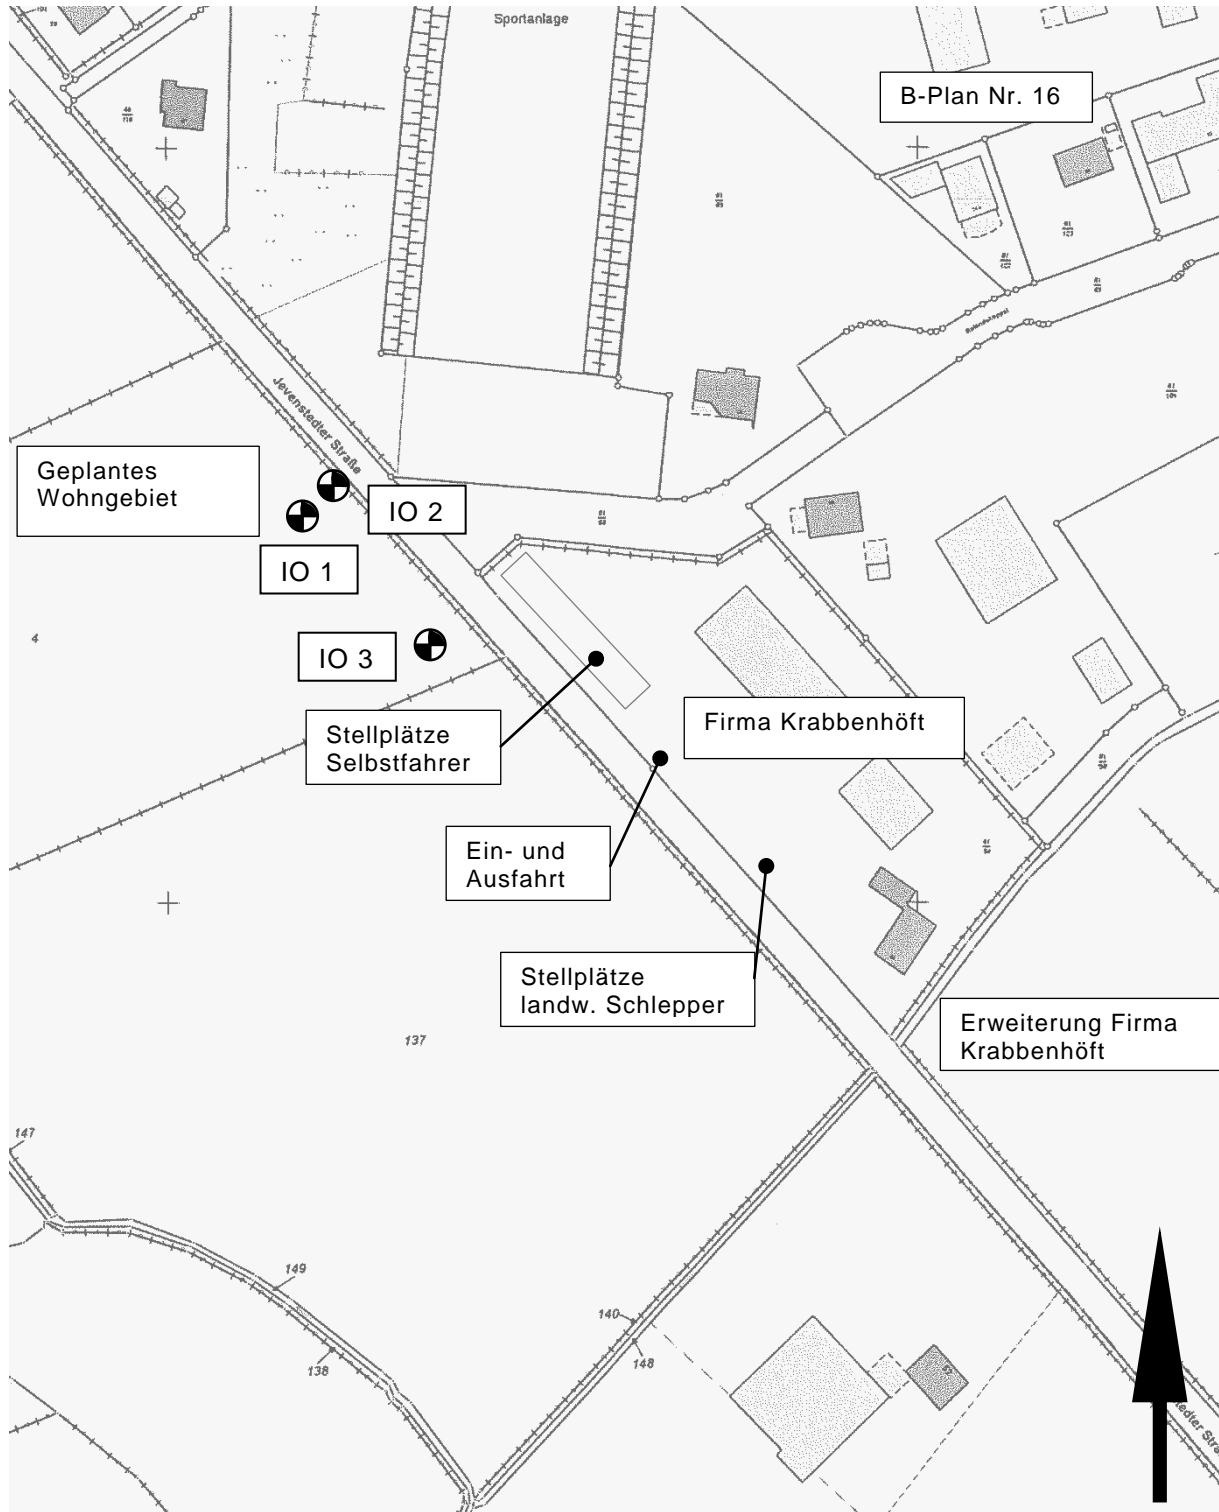 Sportanlage
B-Plan Nr. 16
Jevenstedter Straße
Geplantes
Wohngebiet
IO 2
IO 1
IO 3
4
Stellplätze
Selbstfahrer
Firma Krabbenhöft
Ein- und
Ausfahrt
Stellplätze
landw. Schlepper
Erweiterung Firma
Krabbenhöft
137
147
149
138
140
148